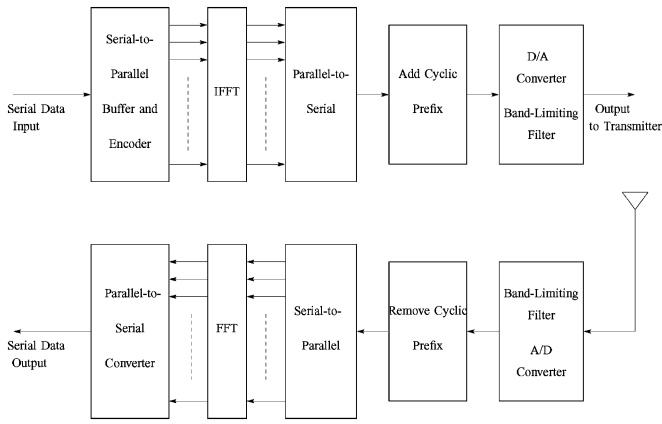 Serial Data
Input
Serial-to-
Parallel
Buffer and
Encoder
IFFT
Parallel-to-
Serial
Add Cyclic
Prefix
D/A
Converter
Band-Limiting
Filter
Output
to Transmitter
Serial Data
Output
Parallel-to-
Serial
Converter
FFT
Serial-to-
Parallel
Remove Cyclic
Prefix
Band-Limiting
Filter
A/D
Converter